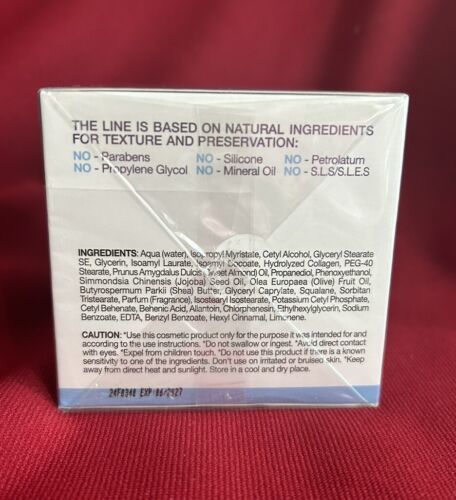 THE LINE IS BASED ON NATURAL INGREDIENTS
FOR TEXTURE AND PRESERVATION:
NO - Parabens NO - Silicone NO - Petrolatum
NO - Propylene Glycol NO - Mineral Oil NO - S.L.S/S.L.E.S
INGREDIENTS: Aqua (water), Isopropyl Myristate, Cetyl Alcohol, Glyceryl Stearate
SE, Glycerin, Isoamyl Laurate, Isoamyl Cocoate, Hydrolyzed Collagen, PEG-40
Stearate, Prunus Amygdalus Dulcis (Sweet Almond) Oil, Propanediol, Phenoxyethanol,
Simmondsia Chinensis (Jojoba) Seed Oil, Olea Europaea (Olive) Fruit Oil,
Butyrospermum Parkii (Shea) Butter, Glyceryl Caprylate, Squalane, Sorbitan
Tristearate, Parfum (Fragrance), Isostearyl Isostearate, Potassium Cetyl Phosphate,
Cetyl Behenate, Behenic Acid, Allantoin, Chlorphenesin, Ethylhexylglycerin, Sodium
Benzoate, EDTA, Benzyl Benzoate, Hexyl Cinnamal, Limonene.
CAUTION: *Use this cosmetic product only for the purpose it was intended for and
according to the use instructions. *Do not swallow or ingest. *Avoid direct contact
with eyes. *Expel from children touch. *Do not use this product if there is a known
sensitivity to one of the ingredients. Don't use on irritated or bruised skin. *Keep
away from direct heat and sunlight. Store in a cool and dry place.
24F0340 EXP 06/2027